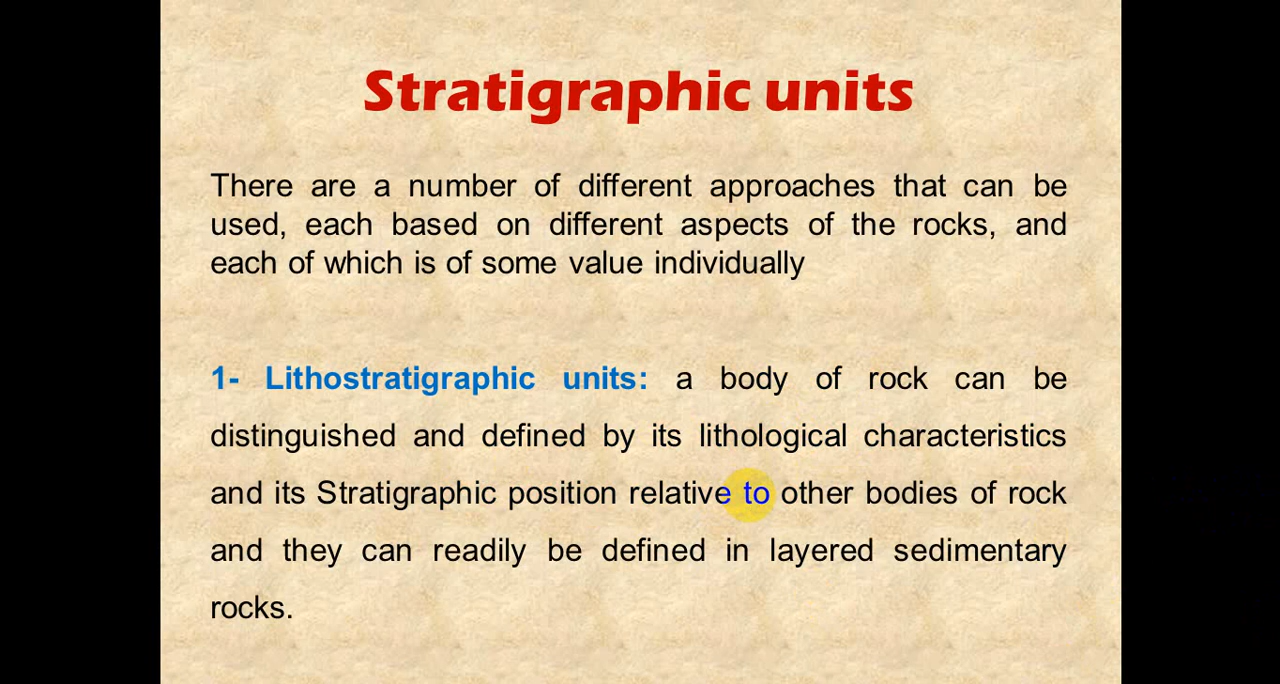 Stratigraphic units
There are a number of different approaches that can be
used, each based on different aspects of the rocks, and
each of which is of some value individually
1- Lithostratigraphic units: a body of rock can be
distinguished and defined by its lithological characteristics
and its Stratigraphic position relative to other bodies of rock
and they can readily be defined in layered sedimentary
rocks.